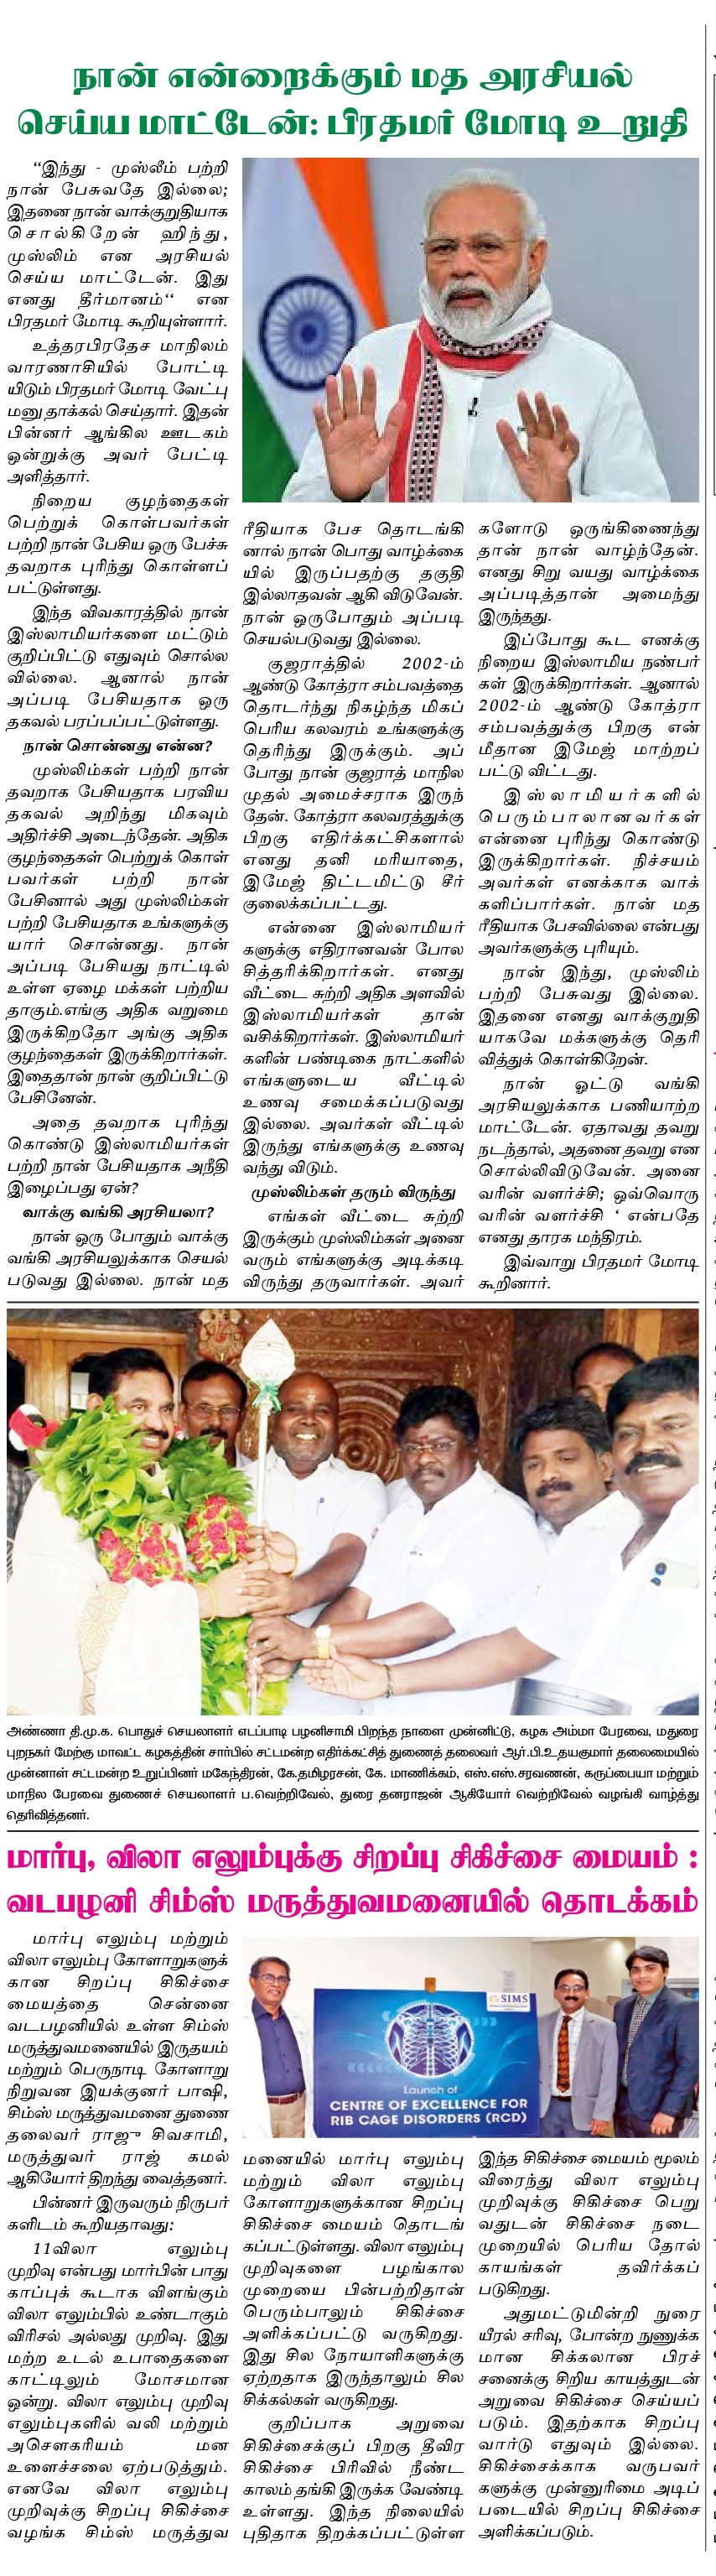 நான் என்றைக்கும் மத அரசியல்
செய்ய மாட்டேன்: பிரதமர் மோடி உறுதி
“இந்து - முஸ்லீம் பற்றி
நான் பேசுவதே இல்லை;
இதனை நான் வாக்குறுதியாக
சொல்கிறேன் ஹிந்து,
முஸ்லிம் என அரசியல்
செய்ய மாட்டேன். இது
எனது தீர்மானம்“ என
பிரதமர் மோடி கூறியுள்ளார்.
உத்தரபிரதேச மாநிலம்
வாரணாசியில் போட்டி
யிடும் பிரதமர் மோடி வேட்பு
மனு தாக்கல் செய்தார். இதன்
பின்னர் ஆங்கில ஊடகம்
ஒன்றுக்கு அவர் பேட்டி
அளித்தார்.
நிறைய குழந்தைகள்
பெற்றுக் கொள்பவர்கள்
பற்றி நான் பேசிய ஒரு பேச்சு
தவறாக புரிந்து கொள்ளப்
பட்டுள்ளது.
இந்த விவகாரத்தில் நான்
இஸ்லாமியர்களை மட்டும்
குறிப்பிட்டு எதுவும் சொல்ல
வில்லை. ஆனால் நான்
அப்படி பேசியதாக ஒரு
தகவல் பரப்பப்பட்டுள்ளது.
நான் சொன்னது என்ன?
முஸ்லிம்கள் பற்றி நான்
தவறாக பேசியதாக பரவிய
தகவல் அறிந்து மிகவும்
அதிர்ச்சி அடைந்தேன். அதிக
குழந்தைகள் பெற்றுக் கொள்
பவர்கள் பற்றி நான்
பேசினால் அது முஸ்லிம்கள்
பற்றி பேசியதாக உங்களுக்கு
யார் சொன்னது. நான்
அப்படி பேசியது நாட்டில்
உள்ள ஏழை மக்கள் பற்றிய
தாகும்.எங்கு அதிக வறுமை
இருக்கிறதோ அங்கு அதிக
குழந்தைகள் இருக்கிறார்கள்.
இதைதான் நான் குறிப்பிட்டு
பேசினேன்.
அதை தவறாக புரிந்து
கொண்டு இஸ்லாமியர்கள்
பற்றி நான் பேசியதாக அநீதி
இழைப்பது ஏன்?
வாக்கு வங்கி அரசியலா?
நான் ஒரு போதும் வாக்கு
வங்கி அரசியலுக்காக செயல்
படுவது இல்லை. நான் மத
ரீதியாக பேச தொடங்கி
னால் நான் பொது வாழ்க்கை
யில் இருப்பதற்கு தகுதி
இல்லாதவன் ஆகி விடுவேன்.
நான் ஒருபோதும் அப்படி
செயல்படுவது இல்லை.
குஜராத்தில் 2002-ம்
ஆண்டு கோத்ரா சம்பவத்தை
தொடர்ந்து நிகழ்ந்த மிகப்
பெரிய கலவரம் உங்களுக்கு
தெரிந்து இருக்கும். அப்
போது நான் குஜராத் மாநில
முதல் அமைச்சராக இருந்
தேன். கோத்ரா கலவரத்துக்கு
பிறகு எதிர்க்கட்சிகளால்
எனது தனி மரியாதை,
இமேஜ் திட்டமிட்டு சீர்
குலைக்கப்பட்டது.
என்னை இஸ்லாமியர்
களுக்கு எதிரானவன் போல
சித்தரிக்கிறார்கள். எனது
வீட்டை சுற்றி அதிக அளவில்
இஸ்லாமியர்கள் தான்
வசிக்கிறார்கள். இஸ்லாமியர்
களின் பண்டிகை நாட்களில்
எங்களுடைய வீட்டில்
உணவு சமைக்கப்படுவது
இல்லை. அவர்கள் வீட்டில்
இருந்து எங்களுக்கு உணவு
வந்து விடும்.
முஸ்லிம்கள் தரும் விருந்து
எங்கள் வீட்டை சுற்றி
இருக்கும் முஸ்லிம்கள் அனை
வரும் எங்களுக்கு அடிக்கடி
விருந்து தருவார்கள். அவர்
களோடு ஒருங்கிணைந்து
தான் நான் வாழ்ந்தேன்.
எனது சிறு வயது வாழ்க்கை
அப்படித்தான் அமைந்து
இருந்தது.
இப்போது கூட எனக்கு
நிறைய இஸ்லாமிய நண்பர்
கள் இருக்கிறார்கள். ஆனால்
2002-ம் ஆண்டு கோத்ரா
சம்பவத்துக்கு பிறகு என்
மீதான இமேஜ் மாற்றப்
பட்டு விட்டது.
இஸ்லாமியர்களில்
பெரும்பாலானவர்கள்
என்னை புரிந்து கொண்டு
இருக்கிறார்கள். நிச்சயம்
அவர்கள் எனக்காக வாக்
களிப்பார்கள். நான் மத
ரீதியாக பேசவில்லை என்பது
அவர்களுக்கு புரியும்.
நான் இந்து, முஸ்லிம்
பற்றி பேசுவது இல்லை.
இதனை எனது வாக்குறுதி
யாகவே மக்களுக்கு தெரி
வித்துக் கொள்கிறேன்.
நான் ஓட்டு வங்கி
அரசியலுக்காக பணியாற்ற
மாட்டேன். ஏதாவது தவறு
நடந்தால், அதனை தவறு என
சொல்லிவிடுவேன். அனை
வரின் வளர்ச்சி; ஒவ்வொரு
வரின் வளர்ச்சி ‘ என்பதே
எனது தாரக மந்திரம்.
இவ்வாறு பிரதமர் மோடி
கூறினார்.
அண்ணா தி.மு.க. பொதுச் செயலாளர் எடப்பாடி பழனிசாமி பிறந்த நாளை முன்னிட்டு, கழக அம்மா பேரவை, மதுரை
புறநகர் மேற்கு மாவட்ட கழகத்தின் சார்பில் சட்டமன்ற எதிர்க்கட்சித் துணைத் தலைவர் ஆர்.பி.உதயகுமார் தலைமையில்
முன்னாள் சட்டமன்ற உறுப்பினர் மகேந்திரன், கே.தமிழரசன், கே. மாணிக்கம், எஸ்.எஸ்.சரவணன், கருப்பையா மற்றும்
மாநில பேரவை துணைச் செயலாளர் ப.வெற்றிவேல், துரை தனராஜன் ஆகியோர் வெற்றிவேல் வழங்கி வாழ்த்து
தெரிவித்தனர்.
மார்பு, விலா எலும்புக்கு சிறப்பு சிகிச்சை மையம் :
வடபழனி சிம்ஸ் மருத்துவமனையில் தொடக்கம்
மார்பு எலும்பு மற்றும்
விலா எலும்பு கோளாறுகளுக்
கான சிறப்பு சிகிச்சை
மையத்தை சென்னை
வடபழனியில் உள்ள சிம்ஸ்
மருத்துவமனையில் இருதயம்
மற்றும் பெருநாடி கோளாறு
நிறுவன இயக்குனர் பாஷி,
சிம்ஸ் மருத்துவமனை துணை
தலைவர் ராஜு சிவசாமி,
மருத்துவர் ராஜ் கமல்
ஆகியோர் திறந்து வைத்தனர்.
பின்னர் இருவரும் நிருபர்
களிடம் கூறியதாவது:
11விலா எலும்பு
முறிவு என்பது மார்பின் பாது
காப்புக் கூடாக விளங்கும்
விலா எலும்பில் உண்டாகும்
விரிசல் அல்லது முறிவு. இது
மற்ற உடல் உபாதைகளை
காட்டிலும் மோசமான
ஒன்று. விலா எலும்பு முறிவு
எலும்புகளில் வலி மற்றும்
அசௌகரியம் மன
உளைச்சலை ஏற்படுத்தும்.
எனவே விலா எலும்பு
முறிவுக்கு சிறப்பு சிகிச்சை
வழங்க சிம்ஸ் மருத்துவ
SIMS
Launch of
CENTRE OF EXCELLENCE FOR
RIB CAGE DISORDERS (RCD)
மனையில் மார்பு எலும்பு
மற்றும் விலா எலும்பு
கோளாறுகளுக்கான சிறப்பு
சிகிச்சை மையம் தொடங்
கப்பட்டுள்ளது. விலா எலும்பு
முறிவுகளை பழங்கால
முறையை பின்பற்றிதான்
பெரும்பாலும் சிகிச்சை
அளிக்கப்பட்டு வருகிறது.
இது சில நோயாளிகளுக்கு
ஏற்றதாக இருந்தாலும் சில
சிக்கல்கள் வருகிறது.
குறிப்பாக அறுவை
சிகிச்சைக்குப் பிறகு தீவிர
சிகிச்சை பிரிவில் நீண்ட
காலம் தங்கி இருக்க வேண்டி
உள்ளது. இந்த நிலையில்
புதிதாக திறக்கப்பட்டுள்ள
இந்த சிகிச்சை மையம் மூலம்
விரைந்து விலா எலும்பு
முறிவுக்கு சிகிச்சை பெறு
வதுடன் சிகிச்சை நடை
முறையில் பெரிய தோல்
காயங்கள் தவிர்க்கப்
படுகிறது.
அதுமட்டுமின்றி நுரை
யீரல் சரிவு, போன்ற நுணுக்க
மான சிக்கலான பிரச்
சனைக்கு சிறிய காயத்துடன்
அறுவை சிகிச்சை செய்யப்
படும். இதற்காக சிறப்பு
வார்டு எதுவும் இல்லை.
சிகிச்சைக்காக வருபவர்
களுக்கு முன்னுரிமை அடிப்
படையில் சிறப்பு சிகிச்சை
அளிக்கப்படும்.